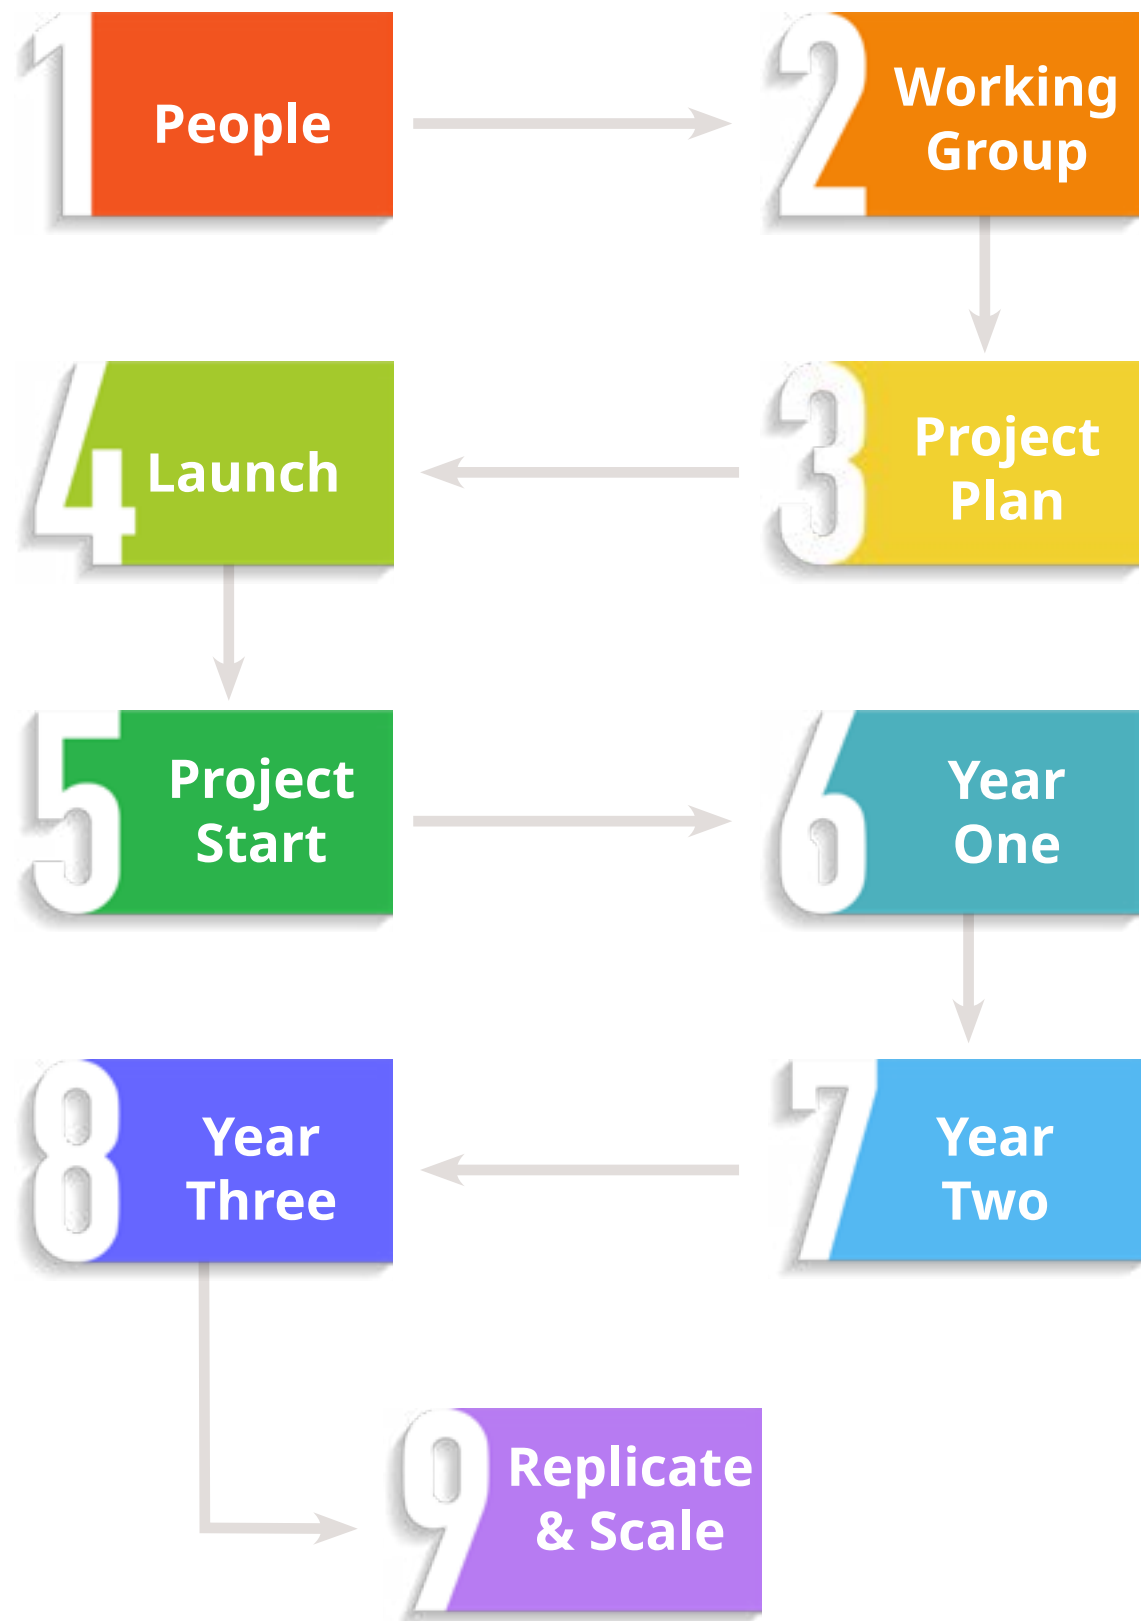 1
People
2
Working
Group
3
Project
Plan
4
Launch
5
Project
Start
6
Year
One
7
Year
Two
8
Year
Three
9
Replicate
& Scale